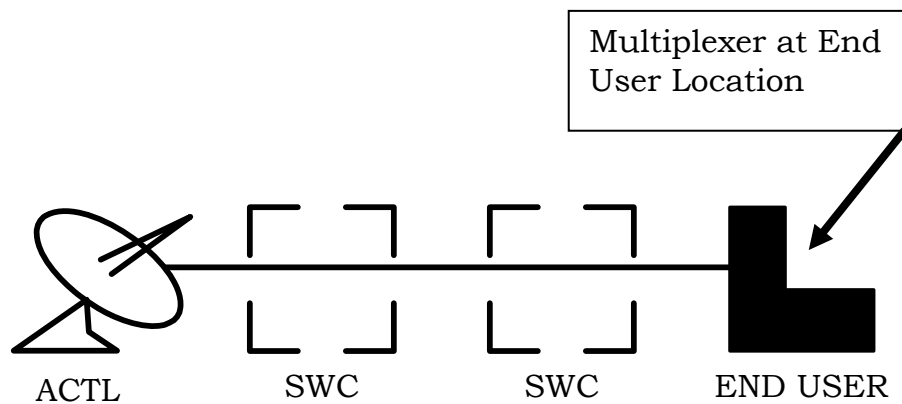 Multiplexer at End
User Location
ACTL
SWC
SWC
END USER